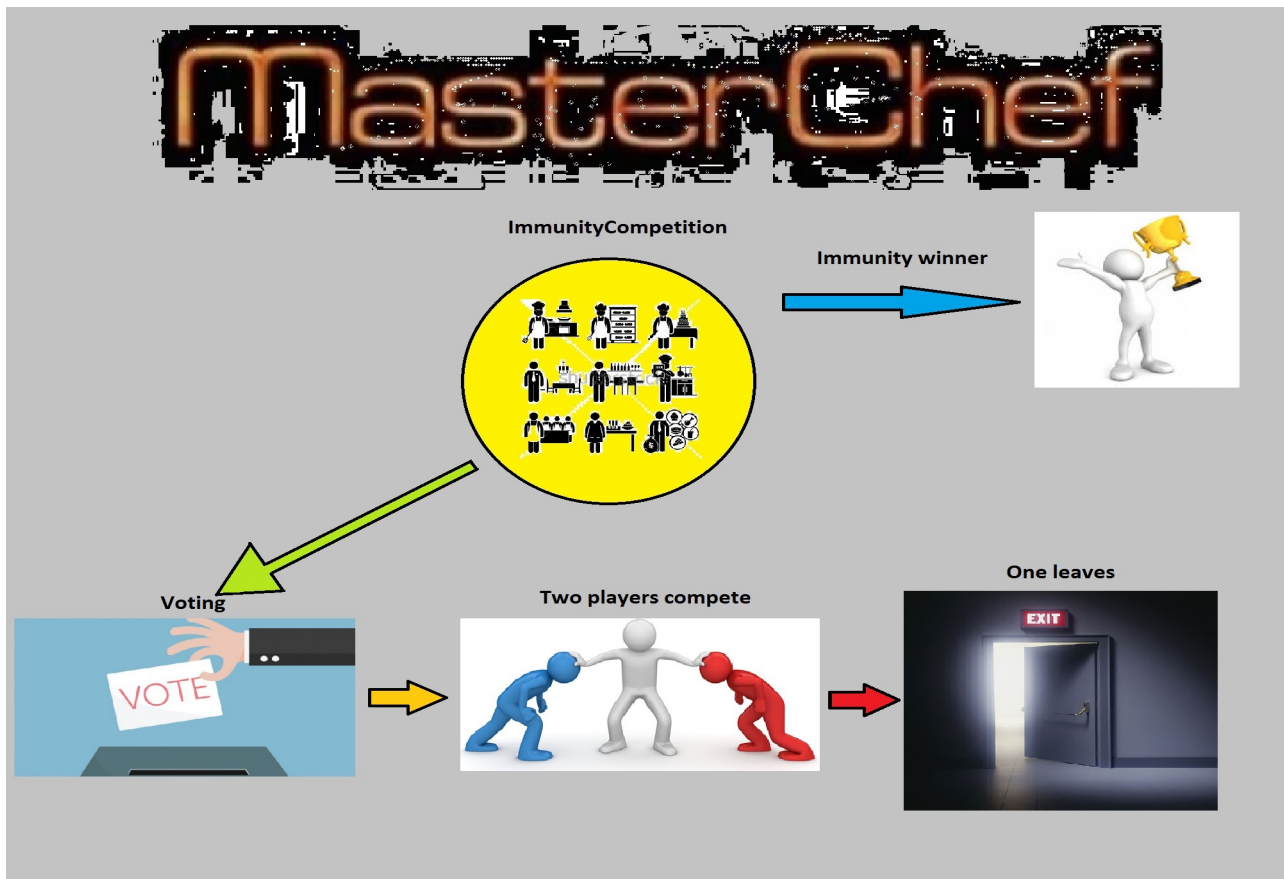 MasterChef
ImmunityCompetition
Immunity winner
Voting
VOTE
Two players compete
One leaves
EXIT